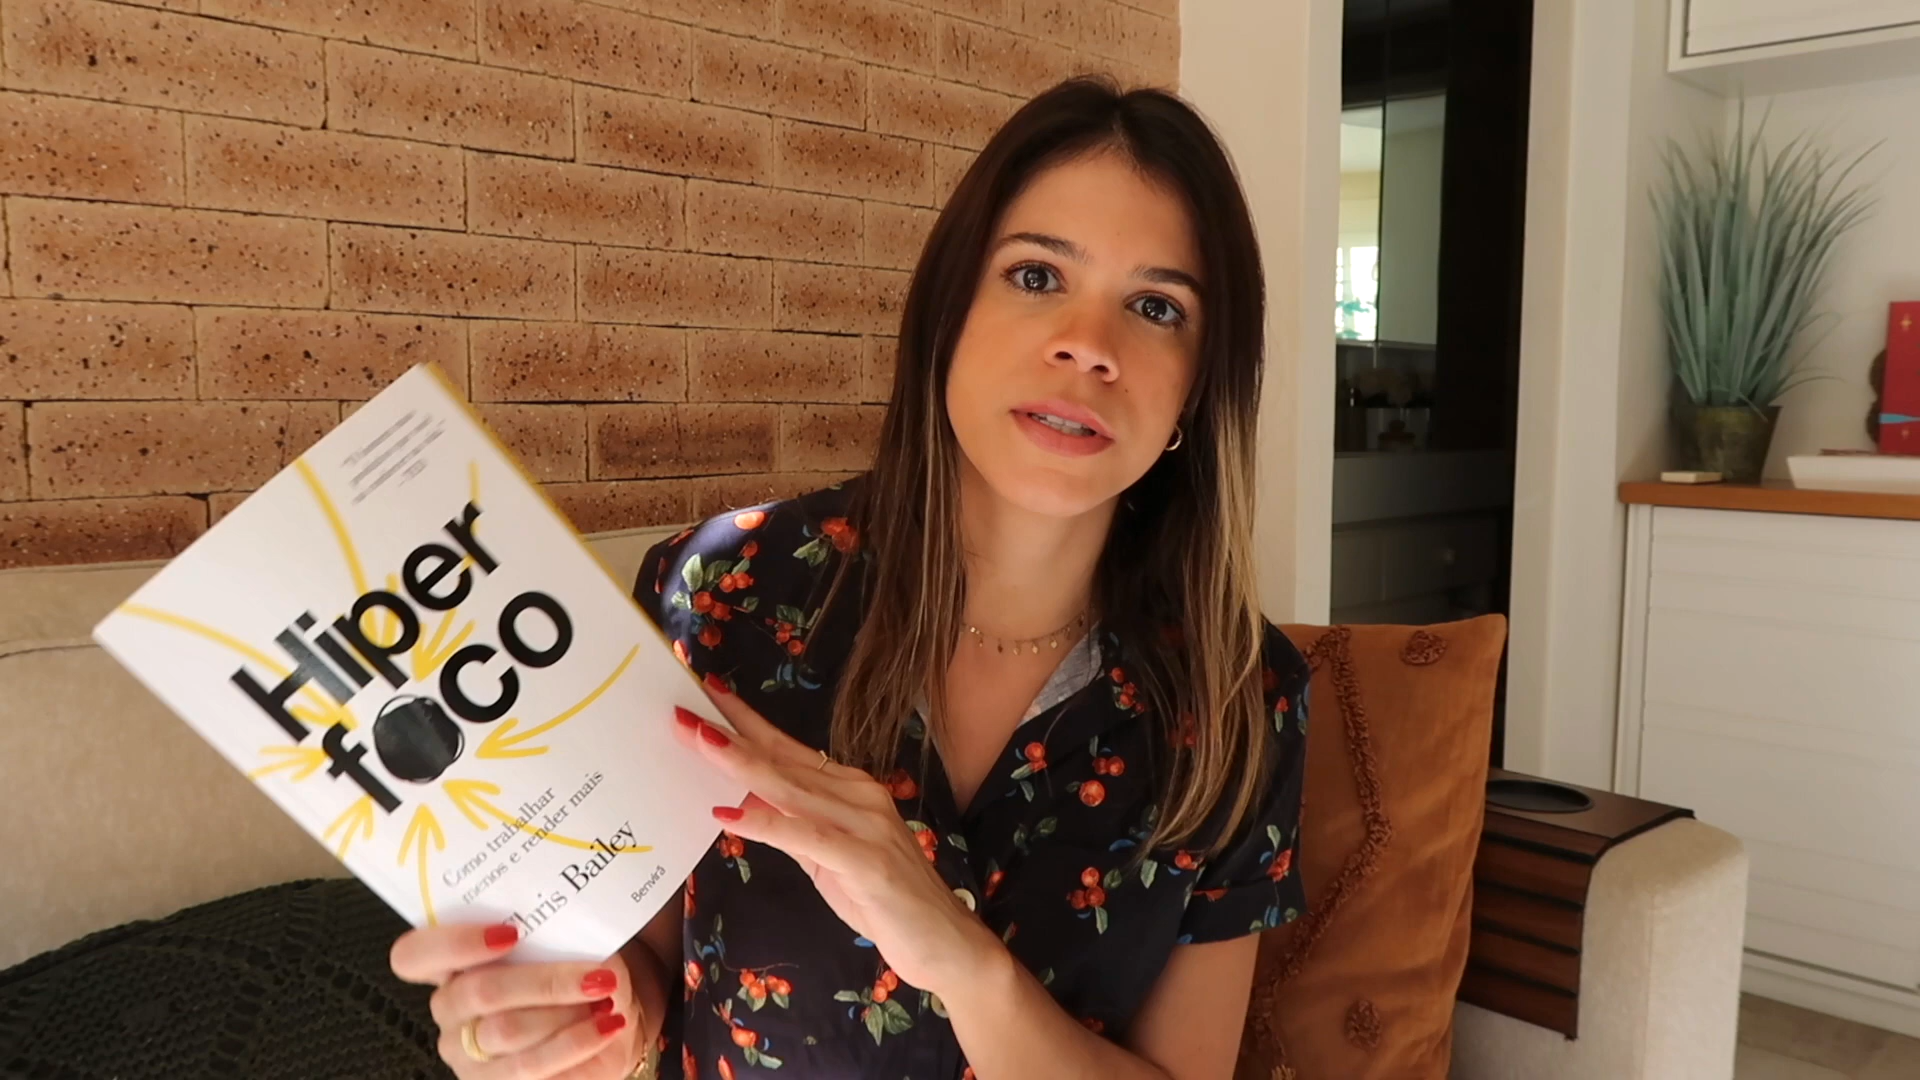 Hiper
foco
Como trabalhar
menos e render mais
Chris Bailey
Benvirá